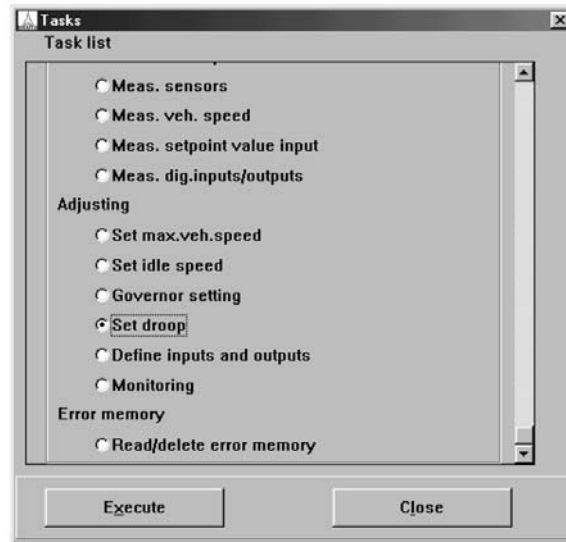 Tasks
Task list
Meas. sensors
Meas. veh. speed
Meas. setpoint value input
Meas. dig.inputs/outputs
Adjusting
Set max.veh.speed
Set idle speed
Governor setting
Set droop
Define inputs and outputs
Monitoring
Error memory
Read/delete error memory
Execute
Close